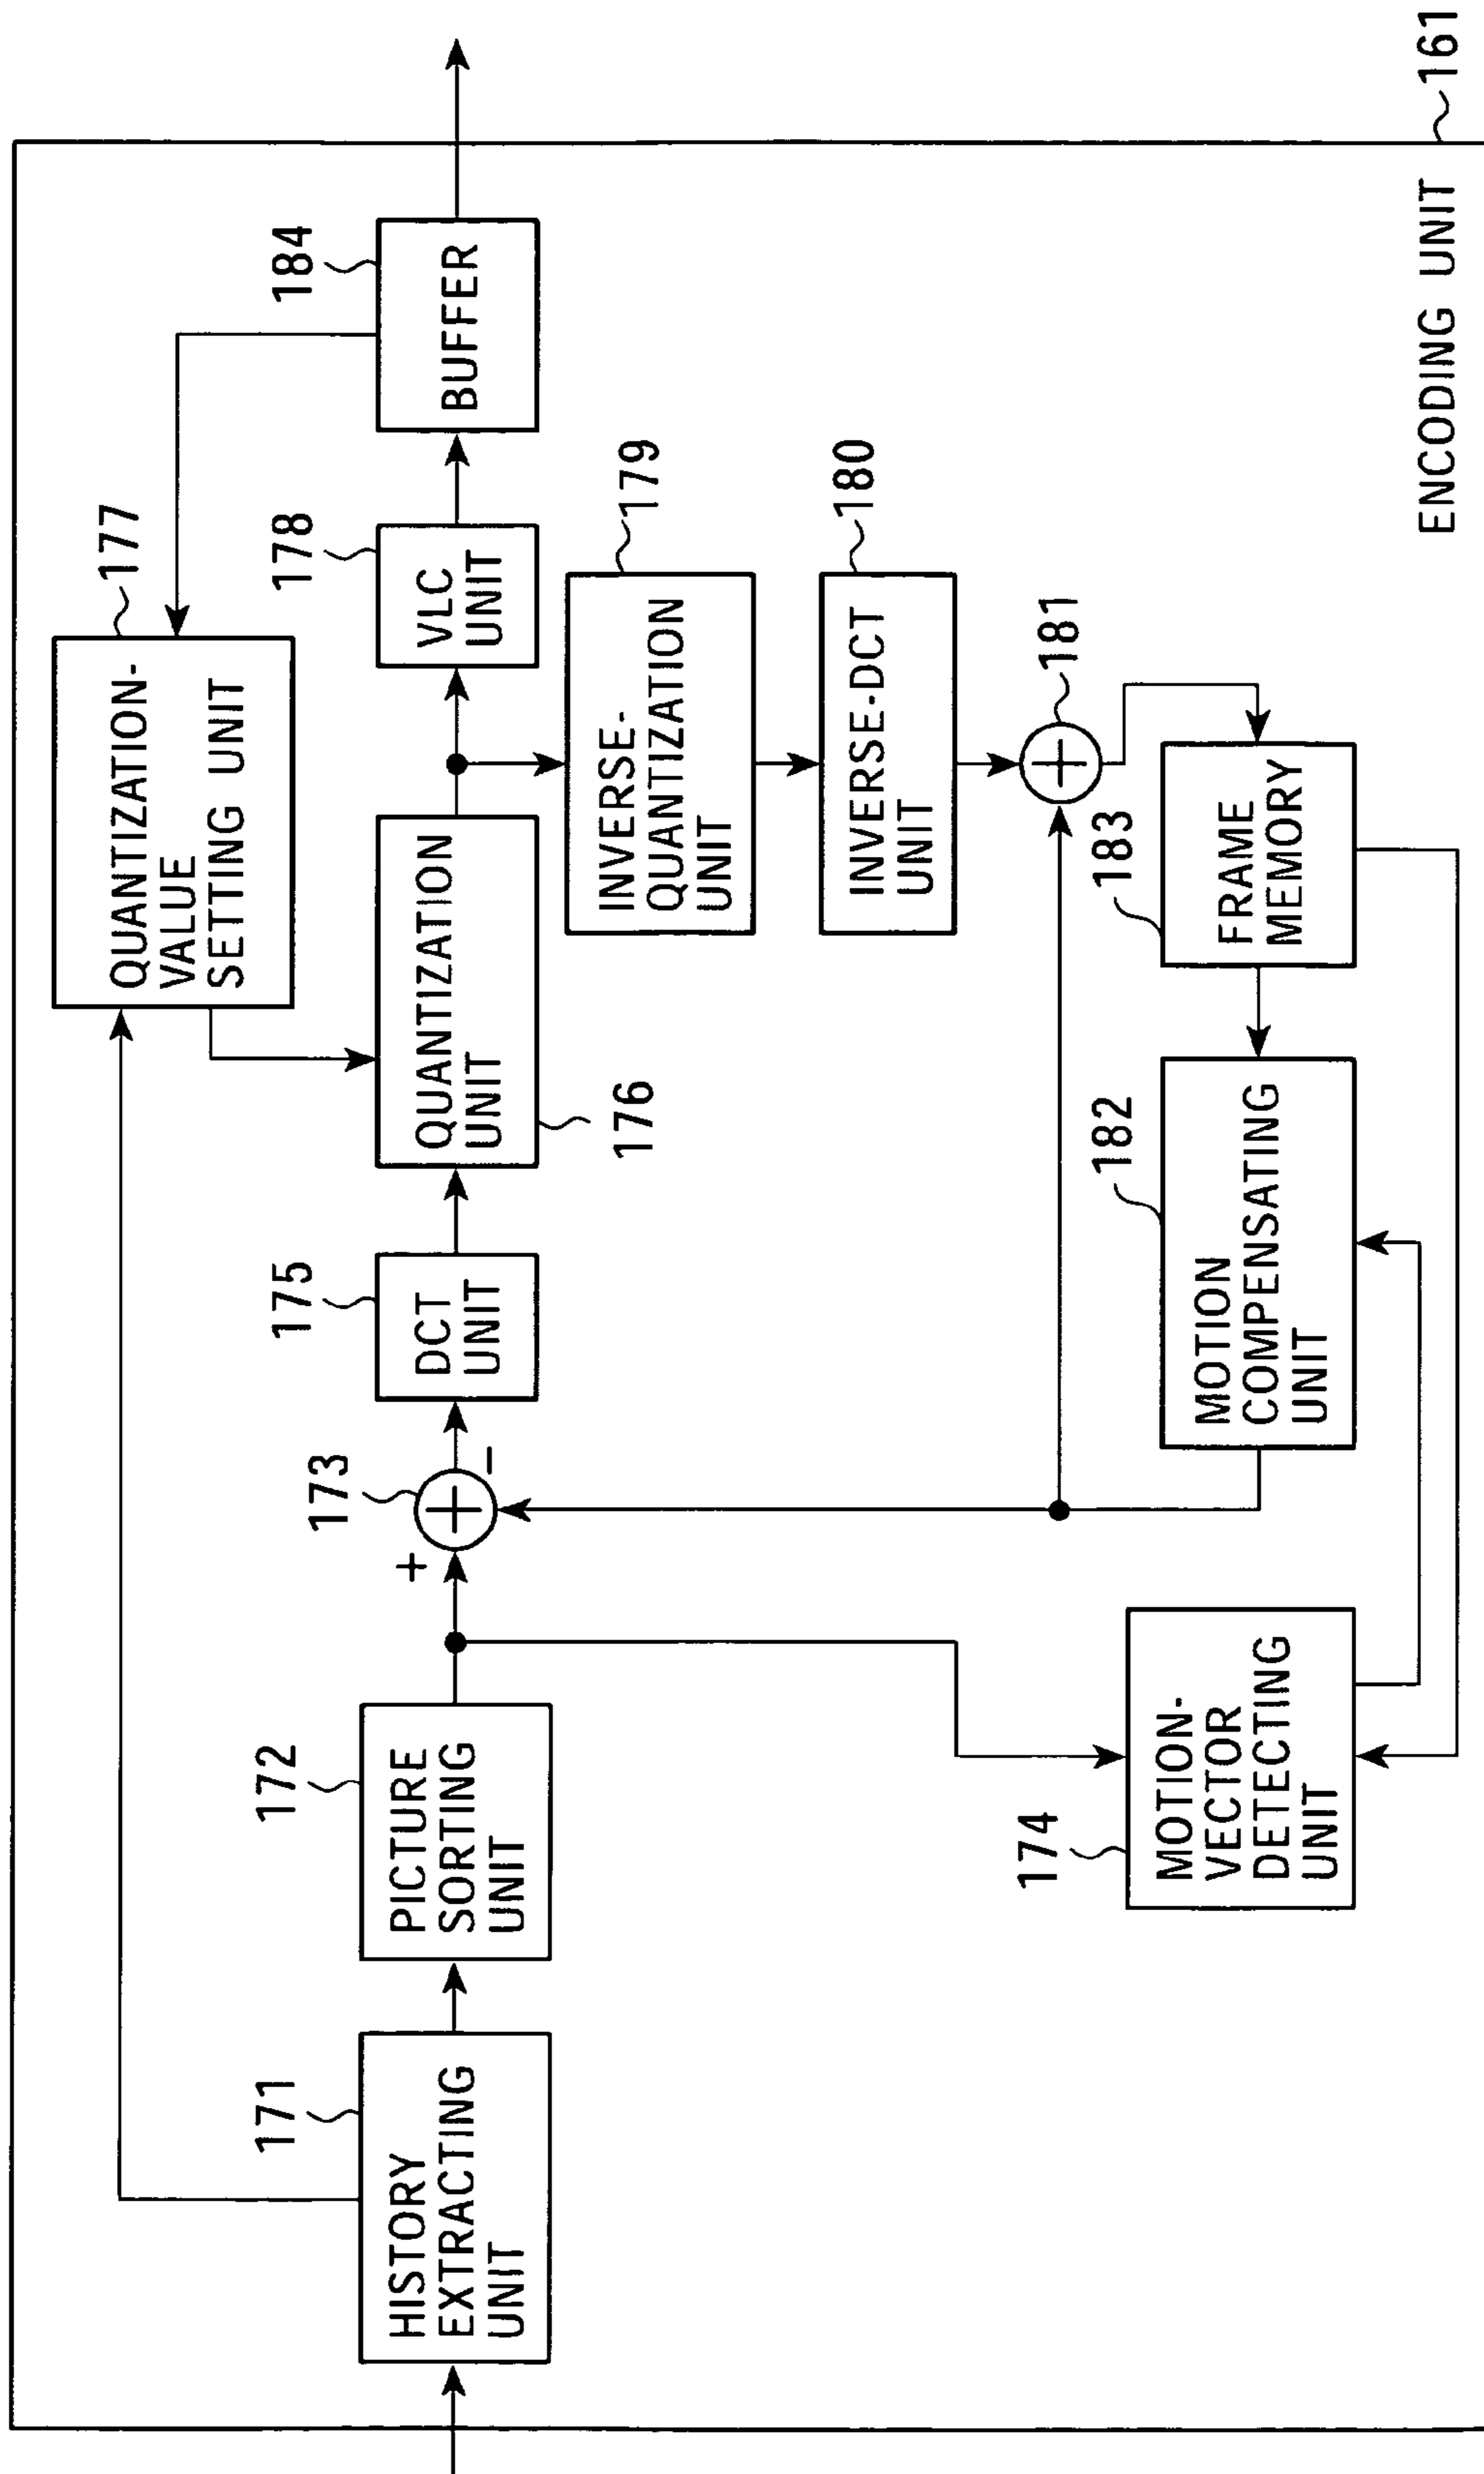 177
QUANTIZATION-
VALUE
SETTING UNIT
171
HISTORY
EXTRACTING
UNIT
172
PICTURE
SORTING
UNIT
173
+
-
175
DCT
UNIT
QUANTIZATION
UNIT
176
178
VLC
UNIT
184
BUFFER
INVERSE-
QUANTIZATION
UNIT
179
INVERSE-DCT
UNIT
180
181
174
MOTION-
VECTOR
DETECTING
UNIT
182
MOTION
COMPENSATING
UNIT
183
FRAME
MEMORY
ENCODING UNIT
161